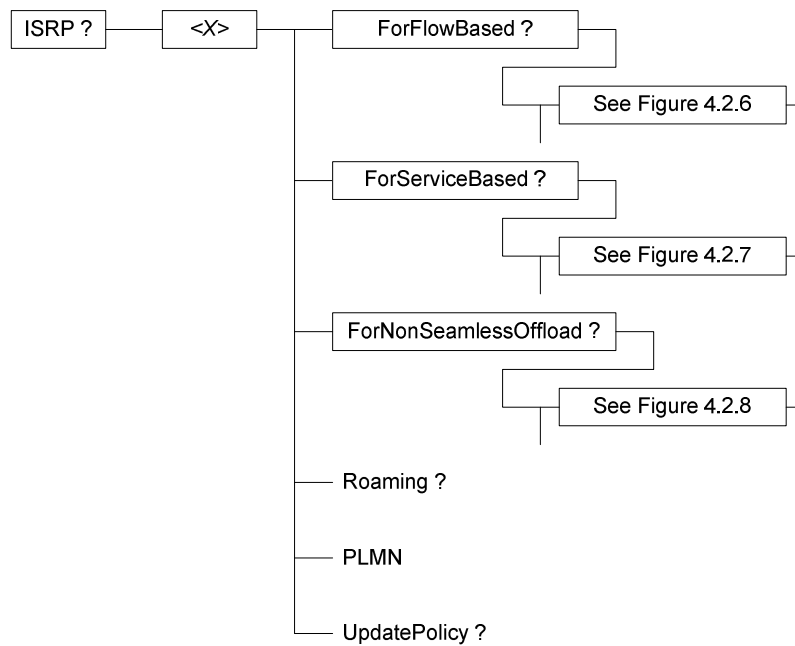 ISRP ?
<X>
ForFlowBased ?
See Figure 4.2.6
ForServiceBased ?
See Figure 4.2.7
ForNonSeamlessOffload ?
See Figure 4.2.8
Roaming ?
PLMN
UpdatePolicy ?